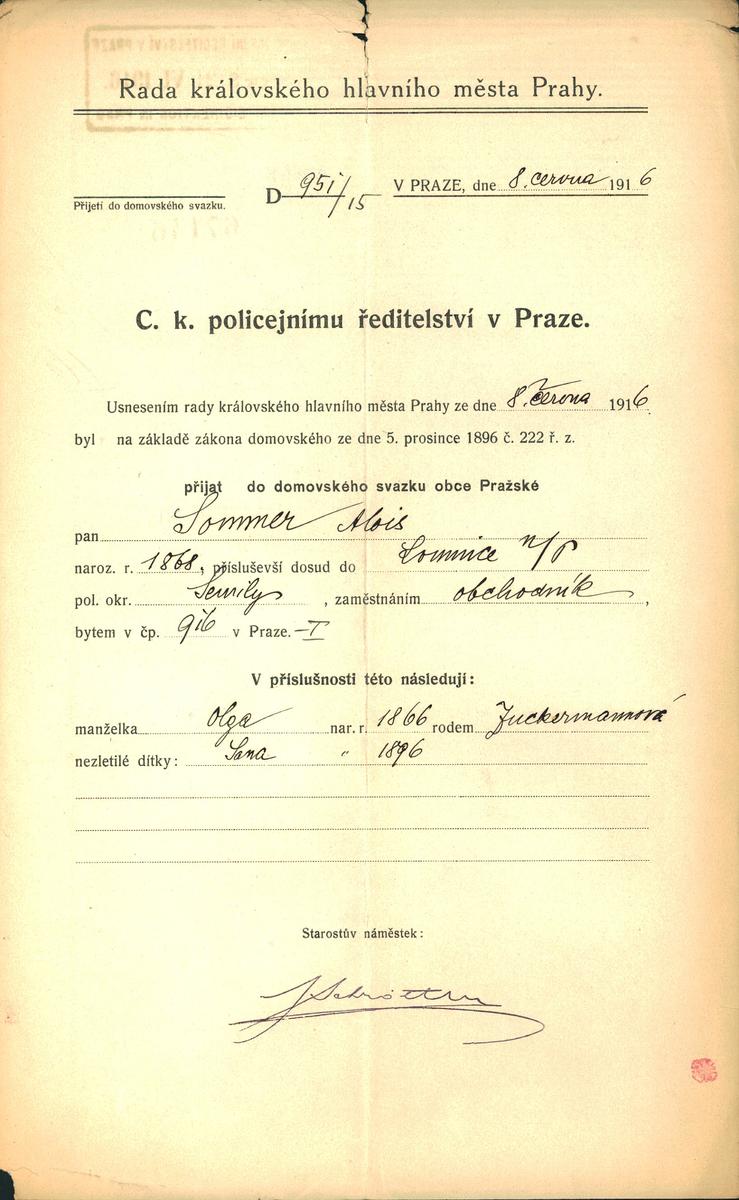 Rada královského hlavního města Prahy.
Přijetí do domovského svazku.
D 951/15
V PRAZE, dne 8. června 1916
C. k. policejnímu ředitelství v Praze.
Usnesením rady královského hlavního města Prahy ze dne 8. června 1916
byl na základě zákona domovského ze dne 5. prosince 1896 č. 222 ř. z.
přijat do domovského svazku obce Pražské
pan Sommer Alois
naroz. r. 1868, přísluševší dosud do Lomnice n/P
pol. okr. Semily, zaměstnáním obchodník,
bytem v čp. 916 v Praze.-I
V příslušnosti této následují:
manželka Olga nar. r. 1866 rodem Zuckermannová
nezletilé dítky: " 1896
Starostův náměstek: